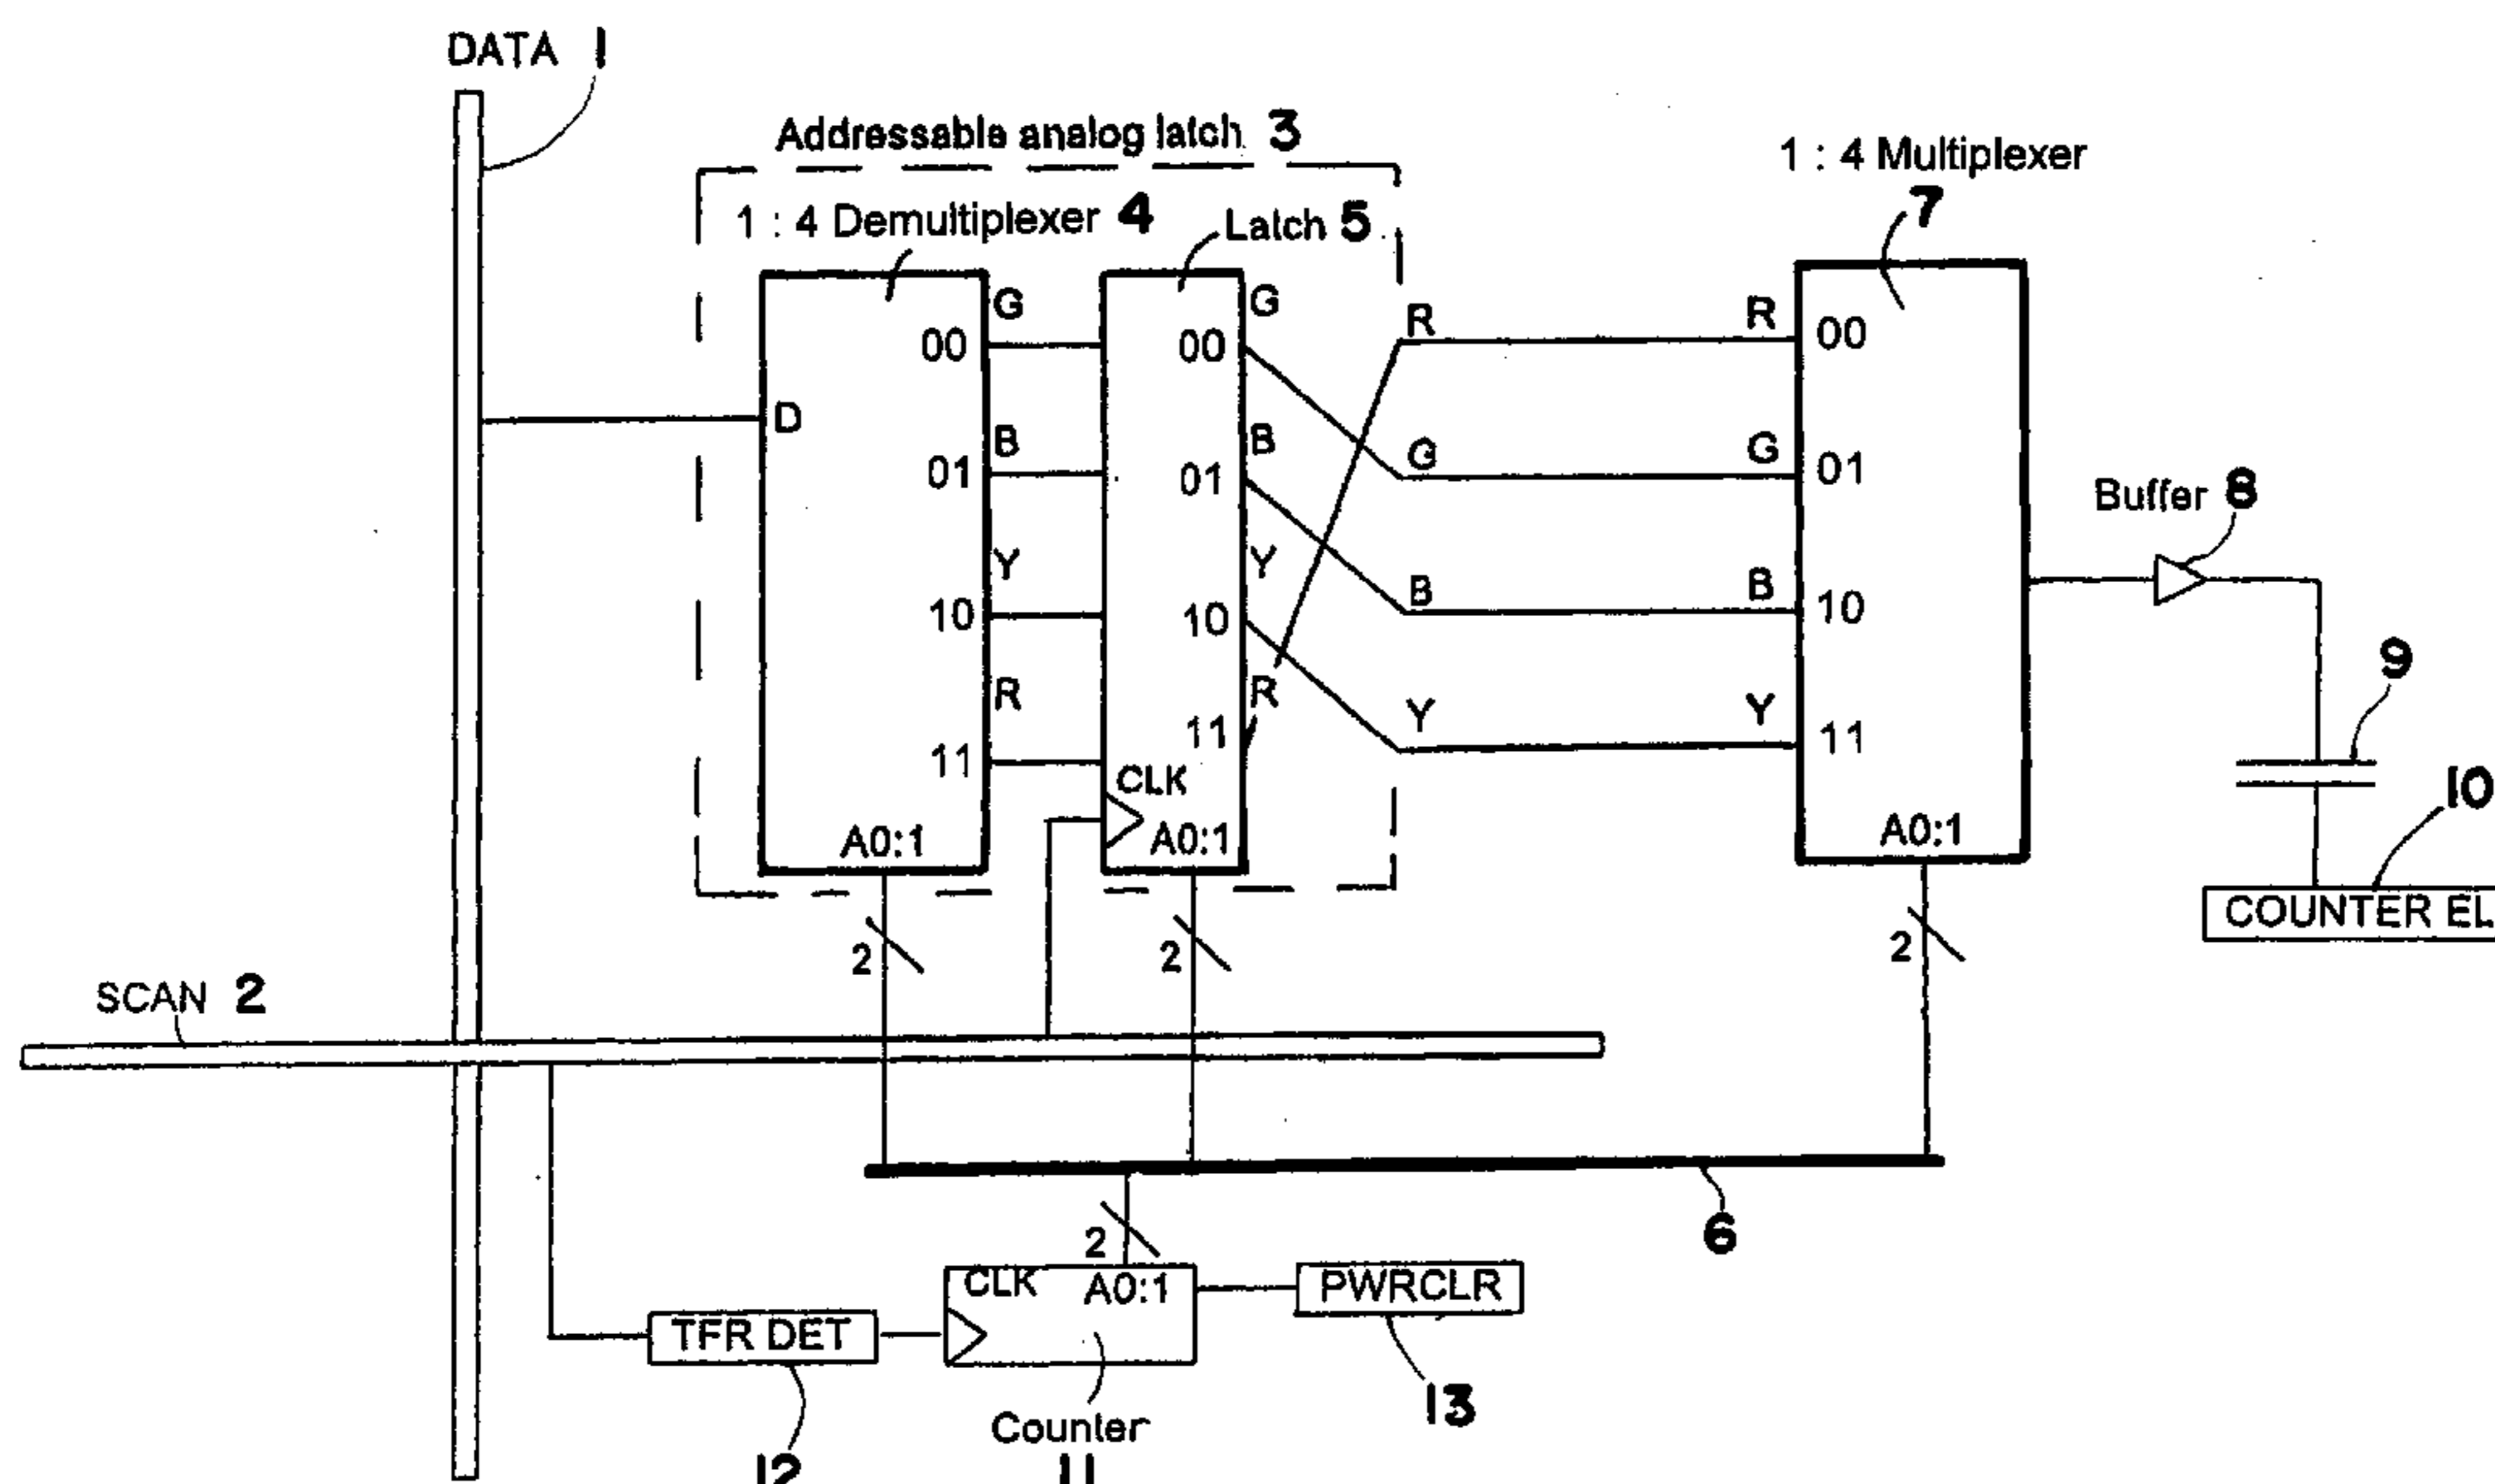 DATA 1
Addressable analog latch 3
1 : 4 Demultiplexer 4
Latch 5
1 : 4 Multiplexer
7
G
G
R
R
00
00
00
D
B
B
G
G
01
01
01
Buffer 8
Y
Y
B
B
10
10
10
9
R
R
Y
Y
11
11
11
CLK
10
A0:1
A0:1
A0:1
COUNTER EL
2
2
2
SCAN 2
6
2
CLK
A0:1
PWRCLR
TFR DET
13
Counter
12
11